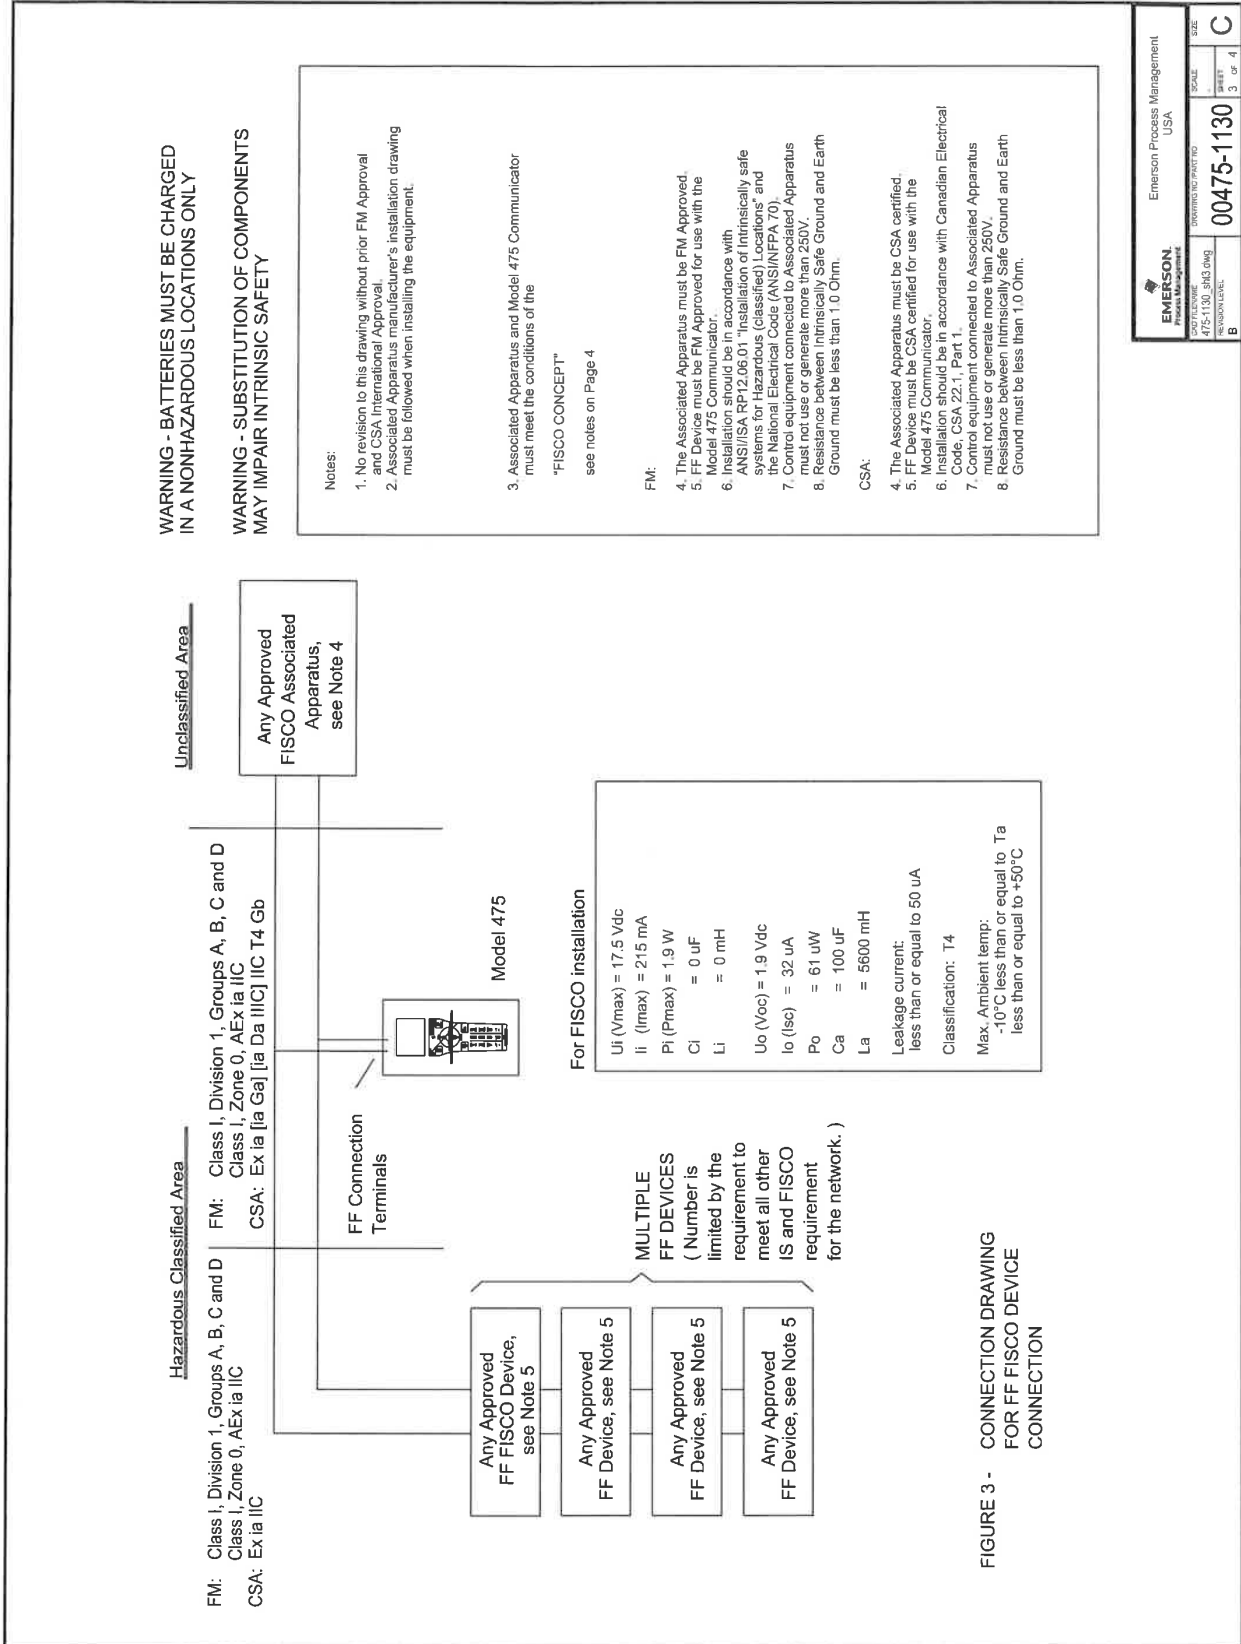 Hazardous Classified Area
Unclassified Area
FM: Class I, Division 1, Groups A, B, C and D
Class I, Zone 0, AEx ia IIC
CSA: Ex ia IIC
FM: Class I, Division 1, Groups A, B, C and D
Class I, Zone 0, AEx ia IIC
CSA: Ex ia [ia Ga] [ia Da IIIC] IIC T4 Gb
Any Approved
FISCO Associated
Apparatus,
see Note 4
FF Connection
Terminals
Model 475
Any Approved
FF FISCO Device,
see Note 5
Any Approved
FF Device, see Note 5
Any Approved
FF Device, see Note 5
Any Approved
FF Device, see Note 5
MULTIPLE
FF DEVICES
( Number is
limited by the
requirement to
meet all other
IS and FISCO
requirement
for the network. )
For FISCO installation
Ui (Vmax) = 17.5 Vdc
Ii (Imax) = 215 mA
Pi (Pmax) = 1.9 W
Ci = 0 uF
Li = 0 mH
Uo (Voc) = 1.9 Vdc
Io (Isc) = 32 uA
Po = 61 uW
Ca = 100 uF
La = 5600 mH
Leakage current:
less than or equal to 50 uA
Classification: T4
Max. Ambient temp:
-10°C less than or equal to Ta
less than or equal to +50°C
FIGURE 3 - CONNECTION DRAWING
FOR FF FISCO DEVICE
CONNECTION
WARNING - BATTERIES MUST BE CHARGED
IN A NONHAZARDOUS LOCATIONS ONLY
WARNING - SUBSTITUTION OF COMPONENTS
MAY IMPAIR INTRINSIC SAFETY
Notes:
1. No revision to this drawing without prior FM Approval
and CSA International Approval.
2. Associated Apparatus manufacturer's installation drawing
must be followed when installing the equipment.
3. Associated Apparatus and Model 475 Communicator
must meet the conditions of the
"FISCO CONCEPT"
see notes on Page 4
FM:
4. The Associated Apparatus must be FM Approved.
5. FF Device must be FM Approved for use with the
Model 475 Communicator.
6. Installation should be in accordance with
ANSI/ISA RP12.06.01 "Installation of Intrinsically safe
systems for Hazardous (classified) Locations" and
the National Electrical Code (ANSI/NFPA 70).
7. Control equipment connected to Associated Apparatus
must not use or generate more than 250V.
8. Resistance between Intrinsically Safe Ground and Earth
Ground must be less than 1.0 Ohm.
CSA:
4. The Associated Apparatus must be CSA certified.
5. FF Device must be CSA certified for use with the
Model 475 Communicator.
6. Installation should be in accordance with Canadian Electrical
Code, CSA 22.1, Part 1.
7. Control equipment connected to Associated Apparatus
must not use or generate more than 250V.
8. Resistance between Intrinsically Safe Ground and Earth
Ground must be less than 1.0 Ohm.
EMERSON.
Process Management
Emerson Process Management
USA
CAD FILENAME
475-1130_sht3.dwg
DRAWING NO /PART NO
00475-1130
SCALE
SIZE
C
REVISION LEVEL
B
SHEET
3 OF 4